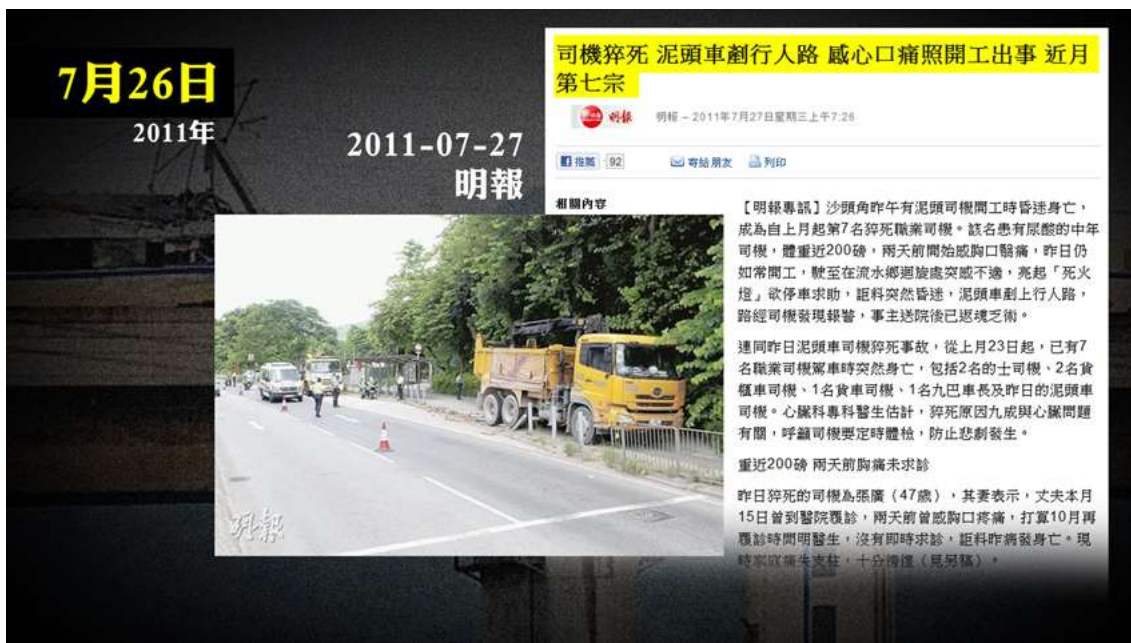 7月26日
2011年
2011-07-27
明報
司機猝死 泥頭車剷行人路 感心口痛照開工出事 近月
第七宗
明報
明報 – 2011年7月27日星期三上午7:26
推薦 92
寄給朋友 列印
相關內容
【明報專訊】沙頭角昨午有泥頭司機開工時昏迷身亡，
成為自上月起第7名猝死職業司機。該名患有尿酸的中年
司機，體重近200磅，兩天前開始感胸口翳痛，昨日仍
如常開工，駛至在流水鄉迴旋處突感不適，亮起「死火
燈」欲停車求助，詎料突然昏迷，泥頭車剷上行人路，
路經司機發現報警，事主送院後已返魂乏術。
連同昨日泥頭車司機猝死事故，從上月23日起，已有7
名職業司機駕車時突然身亡，包括2名的士司機、2名貨
櫃車司機、1名貨車司機、1名九巴車長及昨日的泥頭車
司機。心臟科專科醫生估計，猝死原因九成與心臟問題
有關，呼籲司機要定時體檢，防止悲劇發生。
重近200磅 兩天前胸痛未求診
昨日猝死的司機為張廣（47歲），其妻表示，丈夫本月
15日曾到醫院覆診，兩天前曾感胸口疼痛，打算10月再
覆診時問明醫生，沒有即時求診，詎料昨病發身亡。現
時家庭痛失支柱，十分徬徨（見另稿）。
明報